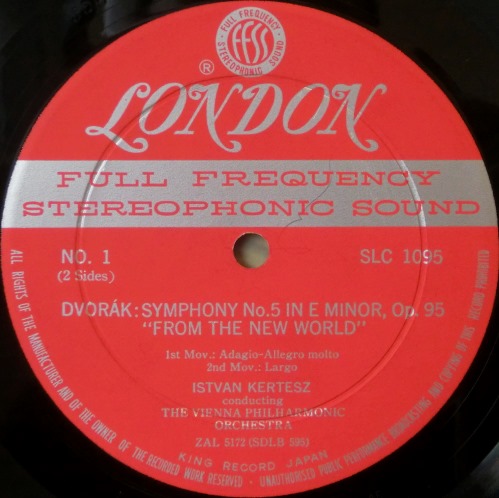 FULL FREQUENCY
FFSS
STEREOPHONIC SOUND
®
LONDON
FULL FREQUENCY
STEREOPHONIC SOUND
NO. 1
(2 Sides)
SLC 1095
DVORÁK: SYMPHONY No.5 IN E MINOR, Op. 95
"FROM THE NEW WORLD"
1st Mov.: Adagio-Allegro molto
2nd Mov.: Largo
ISTVAN KERTESZ
conducting
THE VIENNA PHILHARMONIC
ORCHESTRA
ZAL 5172 (SDLB 595)
KING RECORD JAPAN
ALL RIGHTS OF THE MANUFACTURER AND OF THE OWNER OF THE RECORDED WORK RESERVED - UNAUTHORISED PUBLIC PERFORMANCE BROADCASTING AND COPYING OF THIS RECORD PROHIBITED